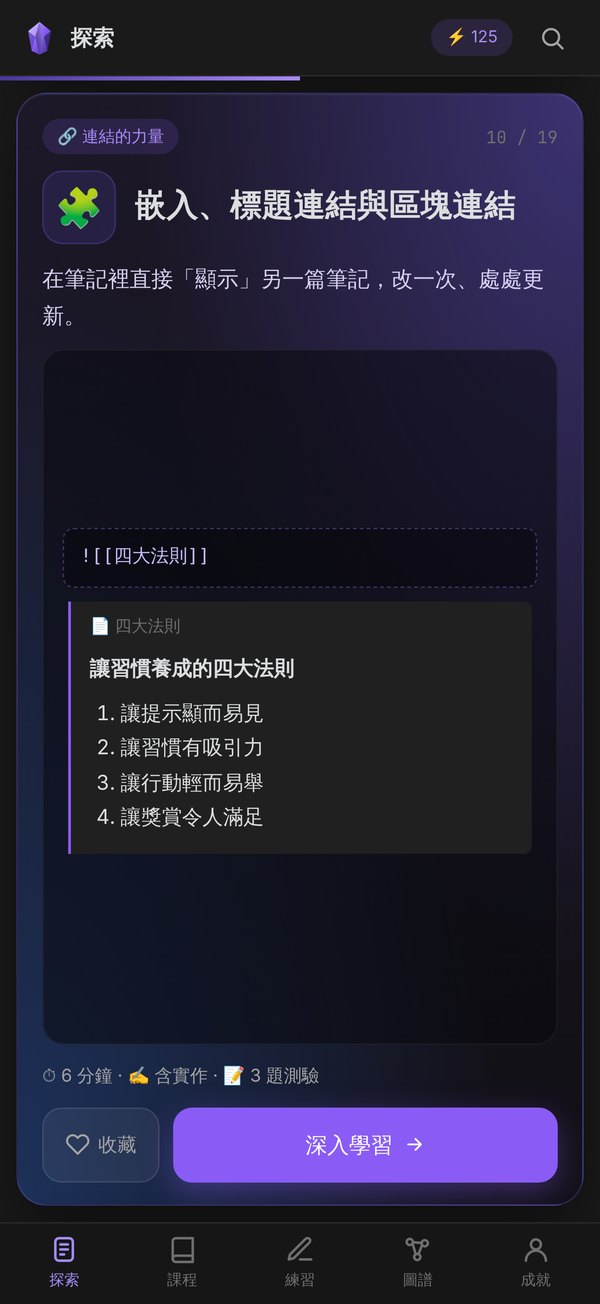 探索
⚡ 125
🔗 連結的力量
10 / 19
🧩 嵌入、標題連結與區塊連結
在筆記裡直接「顯示」另一篇筆記，改一次、處處更
新。
![[四大法則]]
📄 四大法則
讓習慣養成的四大法則
1. 讓提示顯而易見
2. 讓習慣有吸引力
3. 讓行動輕而易舉
4. 讓獎賞令人滿足
⏱ 6 分鐘 · ✍️ 含實作 · 📝 3 題測驗
收藏
深入學習 →
探索
課程
練習
圖譜
成就